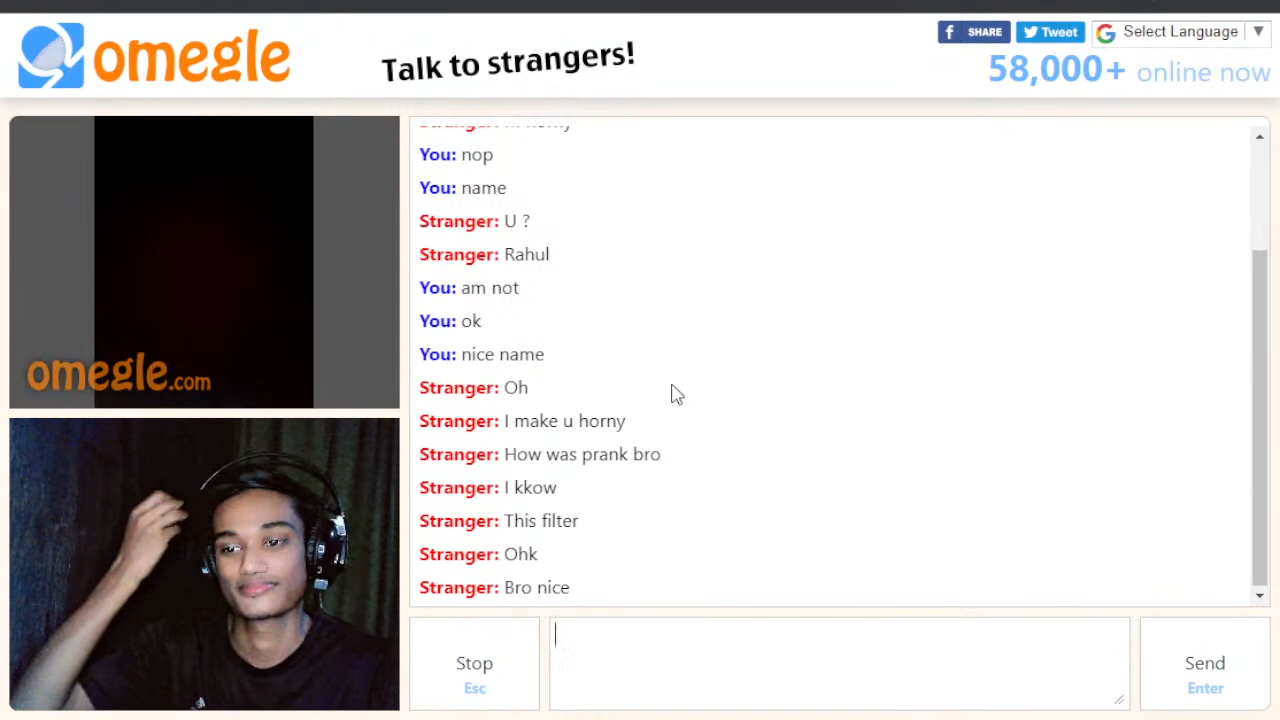 omegle
Talk to strangers!
f SHARE
Tweet
G Select Language ▼
58,000+ online now
You: nop
You: name
Stranger: U ?
Stranger: Rahul
You: am not
You: ok
You: nice name
Stranger: Oh
Stranger: I make u horny
Stranger: How was prank bro
Stranger: I kkow
Stranger: This filter
Stranger: Ohk
Stranger: Bro nice
omegle.com
Stop
Esc
Send
Enter